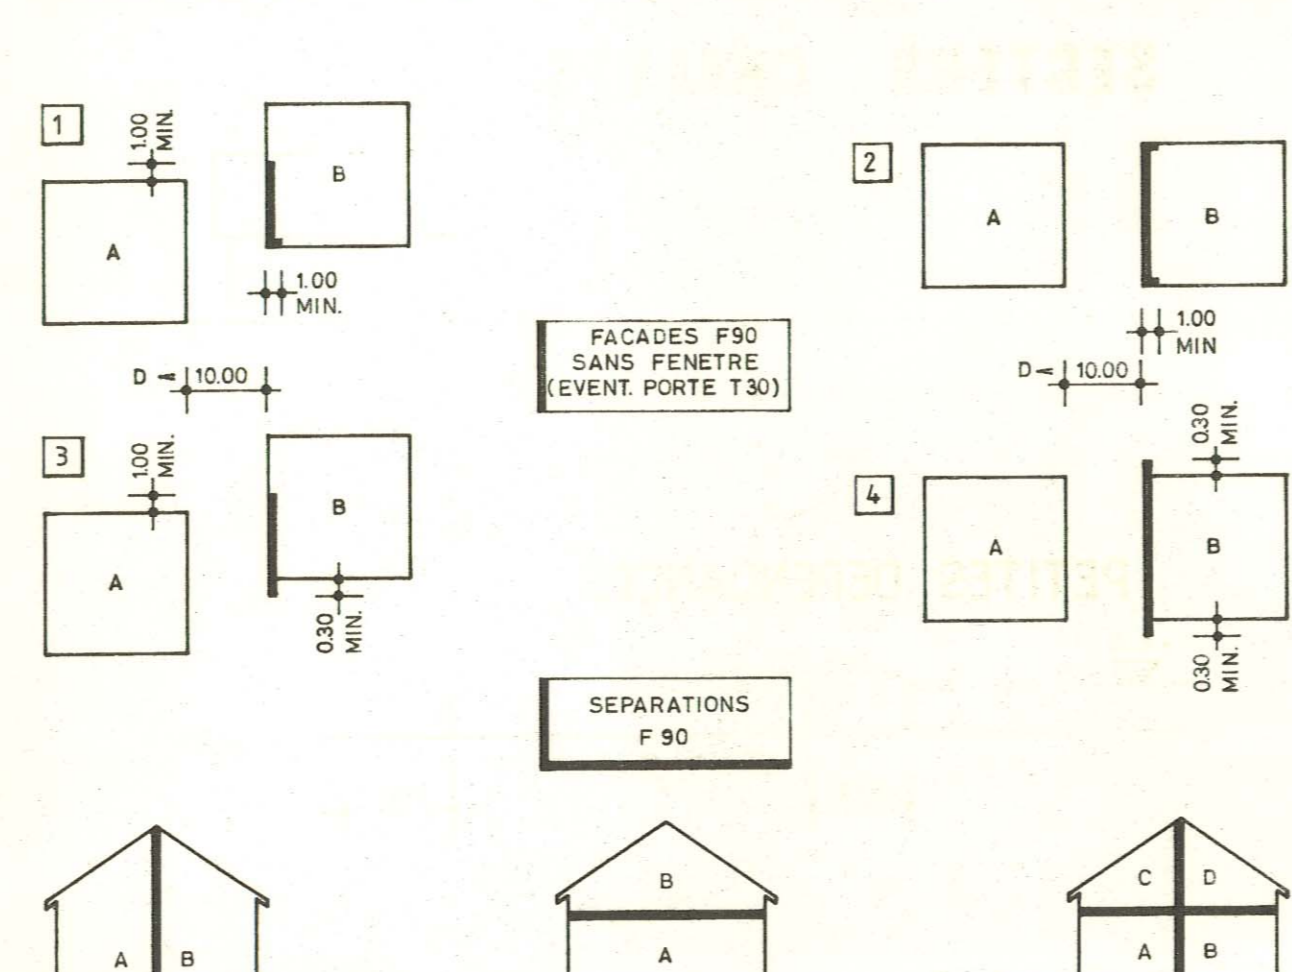 1
1.00
MIN.
B
A
1.00
MIN.
2
A
B
1.00
MIN
FACADES F90
SANS FENETRE
(EVENT. PORTE T30)
D < 10.00
D < 10.00
3
1.00
MIN.
B
A
0.30
MIN.
4
0.30
MIN.
A
B
0.30
MIN.
SEPARATIONS
F 90
A B
B
A
C D
A B